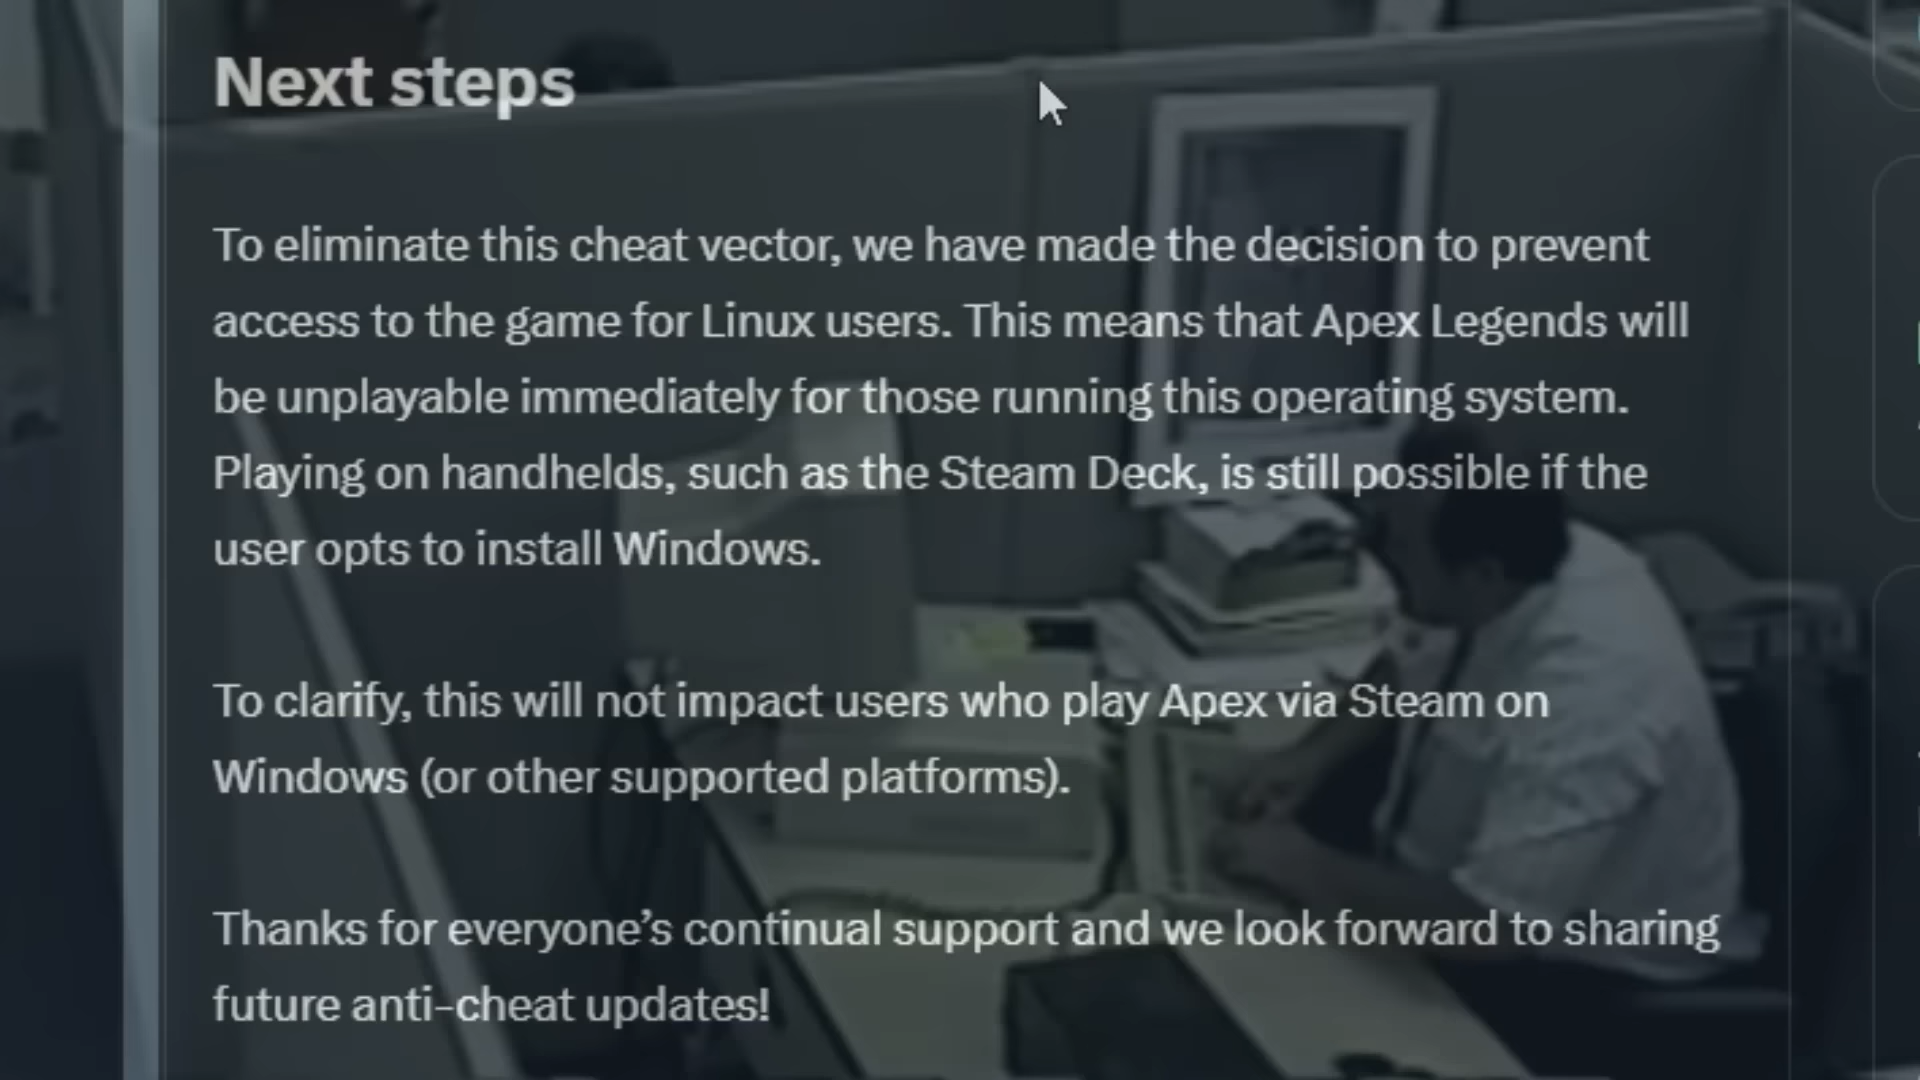 Next steps
To eliminate this cheat vector, we have made the decision to prevent
access to the game for Linux users. This means that Apex Legends will
be unplayable immediately for those running this operating system.
Playing on handhelds, such as the Steam Deck, is still possible if the
user opts to install Windows.
To clarify, this will not impact users who play Apex via Steam on
Windows (or other supported platforms).
Thanks for everyone’s continual support and we look forward to sharing
future anti-cheat updates!